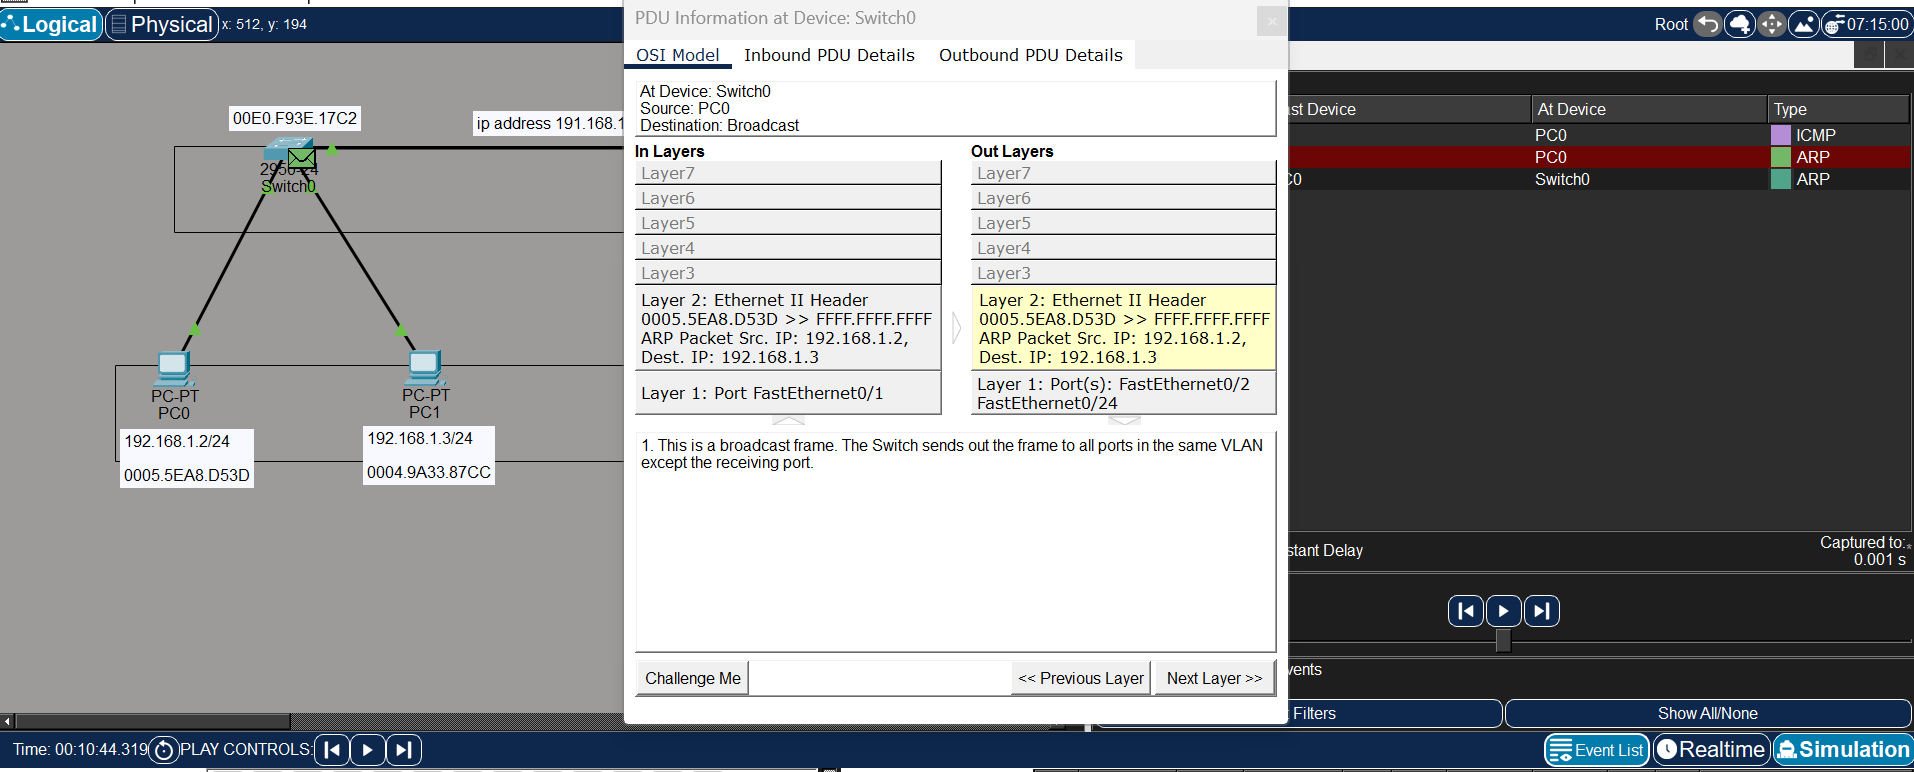 Logical
Physical
x: 512, y: 194
Root
07:15:00
00E0.F93E.17C2
ip address 191.168.1
2950-24
Switch0
PC-PT
PC0
PC-PT
PC1
192.168.1.2/24
0005.5EA8.D53D
192.168.1.3/24
0004.9A33.87CC
PDU Information at Device: Switch0
OSI Model
Inbound PDU Details
Outbound PDU Details
At Device: Switch0
Source: PC0
Destination: Broadcast
In Layers
Layer7
Layer6
Layer5
Layer4
Layer3
Layer 2: Ethernet II Header
0005.5EA8.D53D >> FFFF.FFFF.FFFF
ARP Packet Src. IP: 192.168.1.2,
Dest. IP: 192.168.1.3
Layer 1: Port FastEthernet0/1
Out Layers
Layer7
Layer6
Layer5
Layer4
Layer3
Layer 2: Ethernet II Header
0005.5EA8.D53D >> FFFF.FFFF.FFFF
ARP Packet Src. IP: 192.168.1.2,
Dest. IP: 192.168.1.3
Layer 1: Port(s): FastEthernet0/2
FastEthernet0/24
1. This is a broadcast frame. The Switch sends out the frame to all ports in the same VLAN
except the receiving port.
Challenge Me
<< Previous Layer
Next Layer >>
st Device
At Device
Type
PC0
ICMP
PC0
ARP
C0
Switch0
ARP
stant Delay
Captured to:
0.001 s
vents
Filters
Show All/None
Time: 00:10:44.319
PLAY CONTROLS:
Event List
Realtime
Simulation